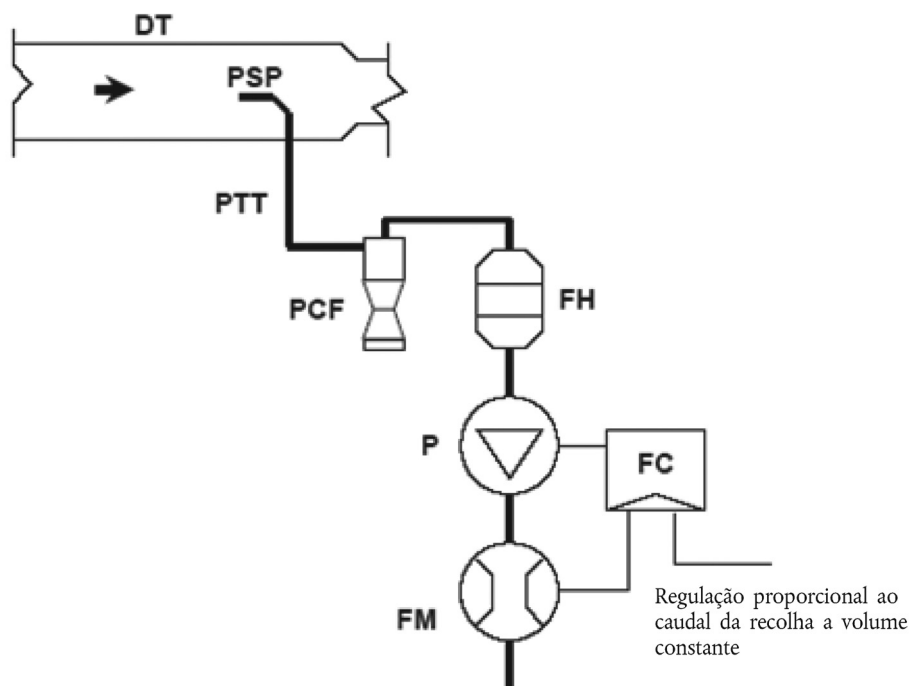 DT
PSP
PTT
PCF
FH
P
FC
FM
Regulação proporcional ao
caudal da recolha a volume
constante